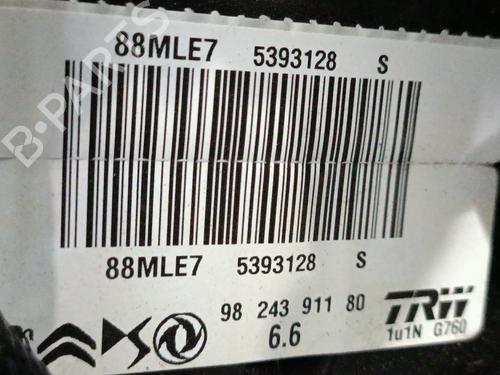 88MLE7 5393128 S
B-PARTS
88MLE7 5393128 S
98 243 911 80
6.6
TRW
1u1N G760